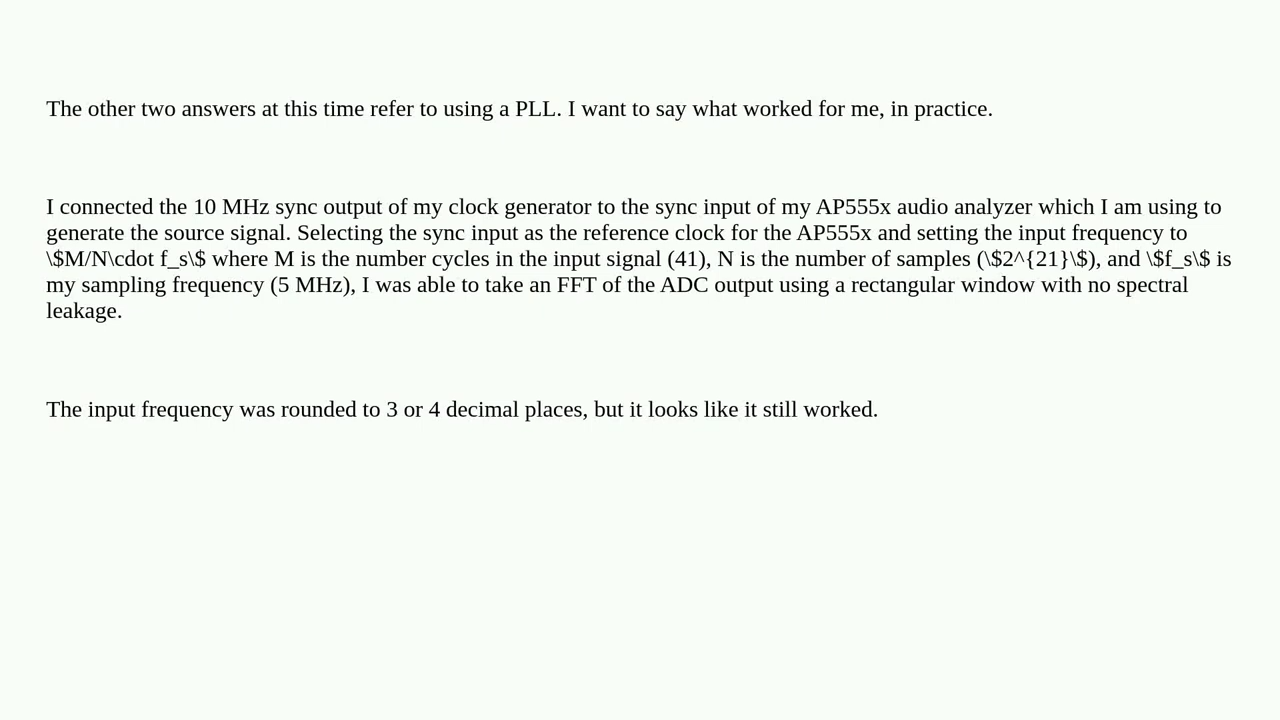 The other two answers at this time refer to using a PLL. I want to say what worked for me, in practice.
I connected the 10 MHz sync output of my clock generator to the sync input of my AP555x audio analyzer which I am using to
generate the source signal. Selecting the sync input as the reference clock for the AP555x and setting the input frequency to
\$M/N\cdot f_s\$ where M is the number cycles in the input signal (41), N is the number of samples (\$2^{21}\$), and \$f_s\$ is
my sampling frequency (5 MHz), I was able to take an FFT of the ADC output using a rectangular window with no spectral
leakage.
The input frequency was rounded to 3 or 4 decimal places, but it looks like it still worked.